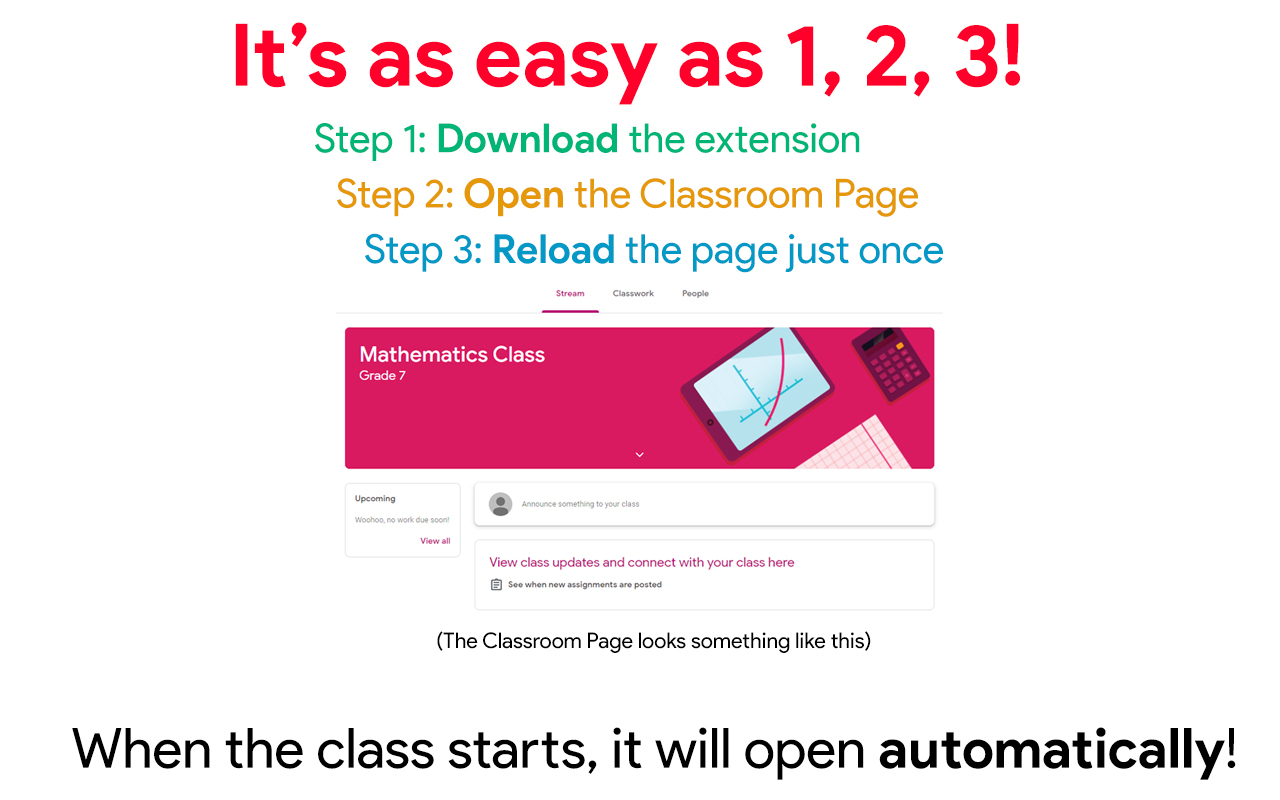 It’s as easy as 1, 2, 3!
Step 1: Download the extension
Step 2: Open the Classroom Page
Step 3: Reload the page just once
Stream Classwork People
Mathematics Class
Grade 7
Upcoming
Woohoo, no work due soon!
View all
Announce something to your class
View class updates and connect with your class here
See when new assignments are posted
(The Classroom Page looks something like this)
When the class starts, it will open automatically!